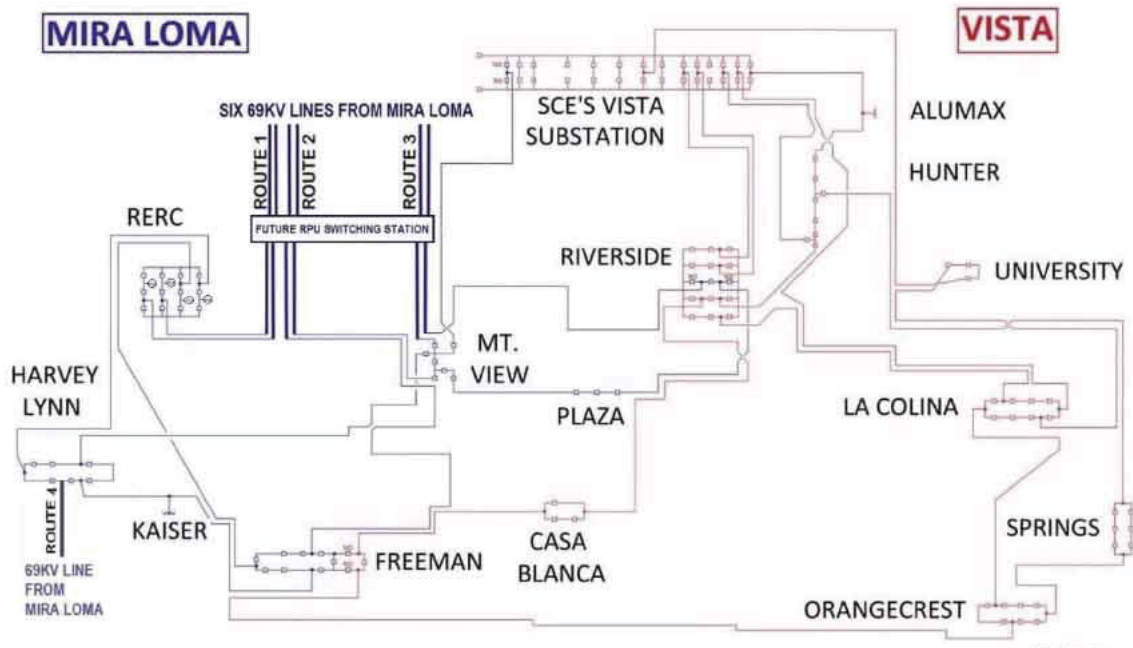 MIRA LOMA
VISTA
SIX 69KV LINES FROM MIRA LOMA
SCE'S VISTA
SUBSTATION
ALUMAX
HUNTER
ROUTE 1
ROUTE 2
ROUTE 3
RERC
FUTURE RPU SWITCHING STATION
RIVERSIDE
UNIVERSITY
MT.
VIEW
HARVEY
LYNN
PLAZA
LA COLINA
ROUTE 4
KAISER
69KV LINE
FROM
MIRA LOMA
FREEMAN
CASA
BLANCA
SPRINGS
ORANGECREST